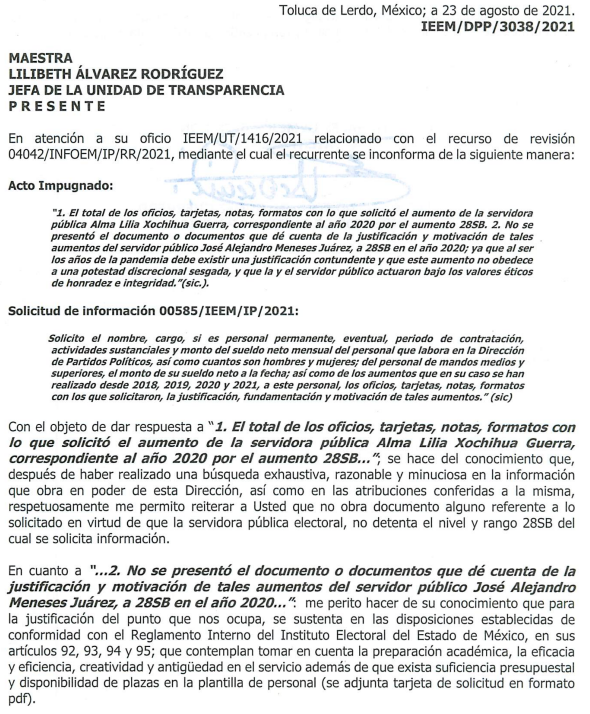 Toluca de Lerdo, México; a 23 de agosto de 2021.
IEEM/DPP/3038/2021
MAESTRA
LILIBETH ÁLVAREZ RODRÍGUEZ
JEFA DE LA UNIDAD DE TRANSPARENCIA
P R E S E N T E
En atención a su oficio IEEM/UT/1416/2021 relacionado con el recurso de revisión
04042/INFOEM/IP/RR/2021, mediante el cual el recurrente se inconforma de la siguiente manera:
Acto Impugnado:
"1. El total de los oficios, tarjetas, notas, formatos con lo que solicitó el aumento de la servidora
pública Alma Lilia Xochihua Guerra, correspondiente al año 2020 por el aumento 28SB. 2. No se
presentó el documento o documentos que dé cuenta de la justificación y motivación de tales
aumentos del servidor público José Alejandro Meneses Juárez, a 28SB en el año 2020; ya que al ser
los años de la pandemia debe existir una justificación contundente y que este aumento no obedece
a una potestad discrecional sesgada, y que la y el servidor público actuaron bajo los valores éticos
de honradez e integridad."(sic.).
Solicitud de información 00585/IEEM/IP/2021:
Solicito el nombre, cargo, si es personal permanente, eventual, periodo de contratación,
actividades sustanciales y monto del sueldo neto mensual del personal que labora en la Dirección
de Partidos Políticos, así como cuantos son hombres y mujeres; del personal de mandos medios y
superiores, el monto de su sueldo neto a la fecha; así como de los aumentos que en su caso se han
realizado desde 2018, 2019, 2020 y 2021, a este personal, los oficios, tarjetas, notas, formatos
con los que solicitaron, la justificación, fundamentación y motivación de tales aumentos." (sic)
Con el objeto de dar respuesta a "1. El total de los oficios, tarjetas, notas, formatos con
lo que solicitó el aumento de la servidora pública Alma Lilia Xochihua Guerra,
correspondiente al año 2020 por el aumento 28SB..."; se hace del conocimiento que,
después de haber realizado una búsqueda exhaustiva, razonable y minuciosa en la información
que obra en poder de esta Dirección, así como en las atribuciones conferidas a la misma,
respetuosamente me permito reiterar a Usted que no obra documento alguno referente a lo
solicitado en virtud de que la servidora pública electoral, no detenta el nivel y rango 28SB del
cual se solicita información.
En cuanto a "...2. No se presentó el documento o documentos que dé cuenta de la
justificación y motivación de tales aumentos del servidor público José Alejandro
Meneses Juárez, a 28SB en el año 2020...": me perito hacer de su conocimiento que para
la justificación del punto que nos ocupa, se sustenta en las disposiciones establecidas de
conformidad con el Reglamento Interno del Instituto Electoral del Estado de México, en sus
artículos 92, 93, 94 y 95; que contemplan tomar en cuenta la preparación académica, la eficacia
y eficiencia, creatividad y antigüedad en el servicio además de que exista suficiencia presupuestal
y disponibilidad de plazas en la plantilla de personal (se adjunta tarjeta de solicitud en formato
pdf).